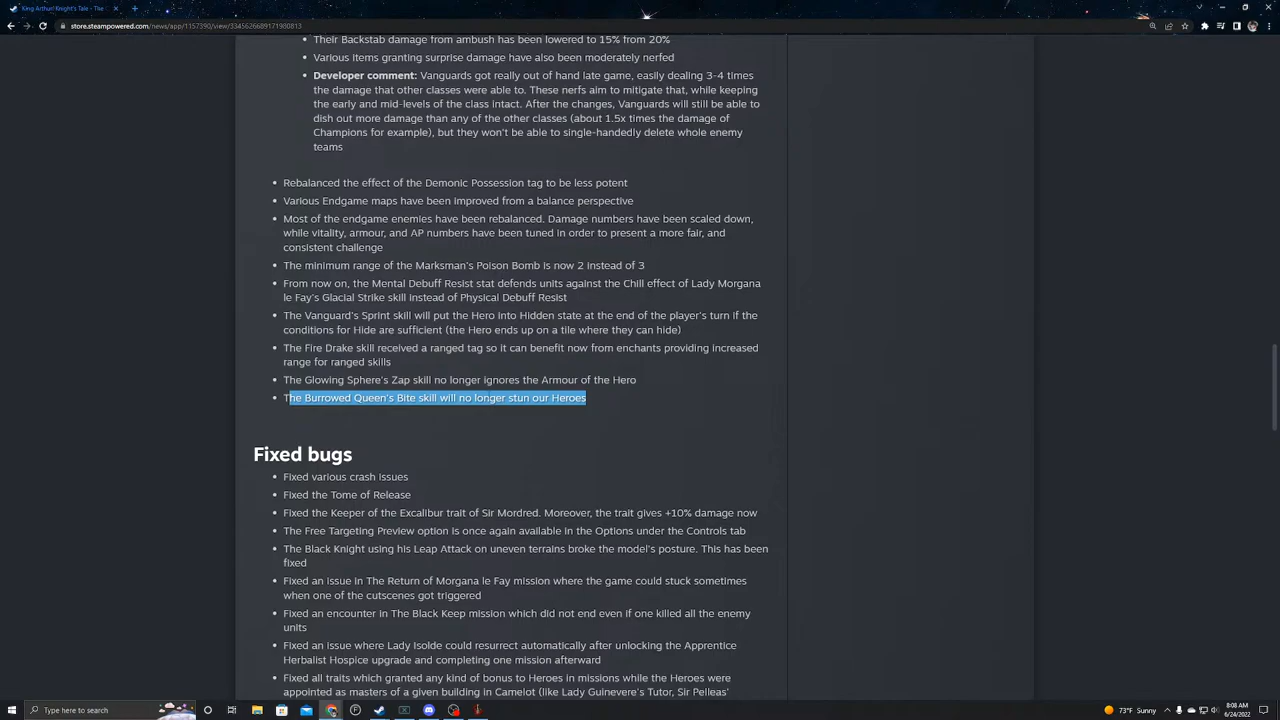 King Arthur: Knight's Tale - The
store.steampowered.com/news/app/1157390/view/3345626689171980813
Their Backstab damage from ambush has been lowered to 15% from 20%
Various items granting surprise damage have also been moderately nerfed
Developer comment: Vanguards got really out of hand late game, easily dealing 3-4 times
the damage that other classes were able to. These nerfs aim to mitigate that, while keeping
the early and mid-levels of the class intact. After the changes, Vanguards will still be able to
dish out more damage than any of the other classes (about 1.5x times the damage of
Champions for example), but they won't be able to single-handedly delete whole enemy
teams
Rebalanced the effect of the Demonic Possession tag to be less potent
Various Endgame maps have been improved from a balance perspective
Most of the endgame enemies have been rebalanced. Damage numbers have been scaled down,
while vitality, armour, and AP numbers have been tuned in order to present a more fair, and
consistent challenge
The minimum range of the Marksman's Poison Bomb is now 2 instead of 3
From now on, the Mental Debuff Resist stat defends units against the Chill effect of Lady Morgana
le Fay's Glacial Strike skill instead of Physical Debuff Resist
The Vanguard's Sprint skill will put the Hero into Hidden state at the end of the player's turn if the
conditions for Hide are sufficient (the Hero ends up on a tile where they can hide)
The Fire Drake skill received a ranged tag so it can benefit now from enchants providing increased
range for ranged skills
The Glowing Sphere's Zap skill no longer ignores the Armour of the Hero
The Burrowed Queen's Bite skill will no longer stun our Heroes
Fixed bugs
Fixed various crash issues
Fixed the Tome of Release
Fixed the Keeper of the Excalibur trait of Sir Mordred. Moreover, the trait gives +10% damage now
The Free Targeting Preview option is once again available in the Options under the Controls tab
The Black Knight using his Leap Attack on uneven terrains broke the model's posture. This has been
fixed
Fixed an issue in The Return of Morgana le Fay mission where the game could stuck sometimes
when one of the cutscenes got triggered
Fixed an encounter in The Black Keep mission which did not end even if one killed all the enemy
units
Fixed an issue where Lady Isolde could resurrect automatically after unlocking the Apprentice
Herbalist Hospice upgrade and completing one mission afterward
Fixed all traits which granted any kind of bonus to Heroes in missions while the Heroes were
appointed as masters of a given building in Camelot (like Lady Guinevere's Tutor, Sir Pelleas'
Type here to search
73°F Sunny
8:08 AM
6/24/2022